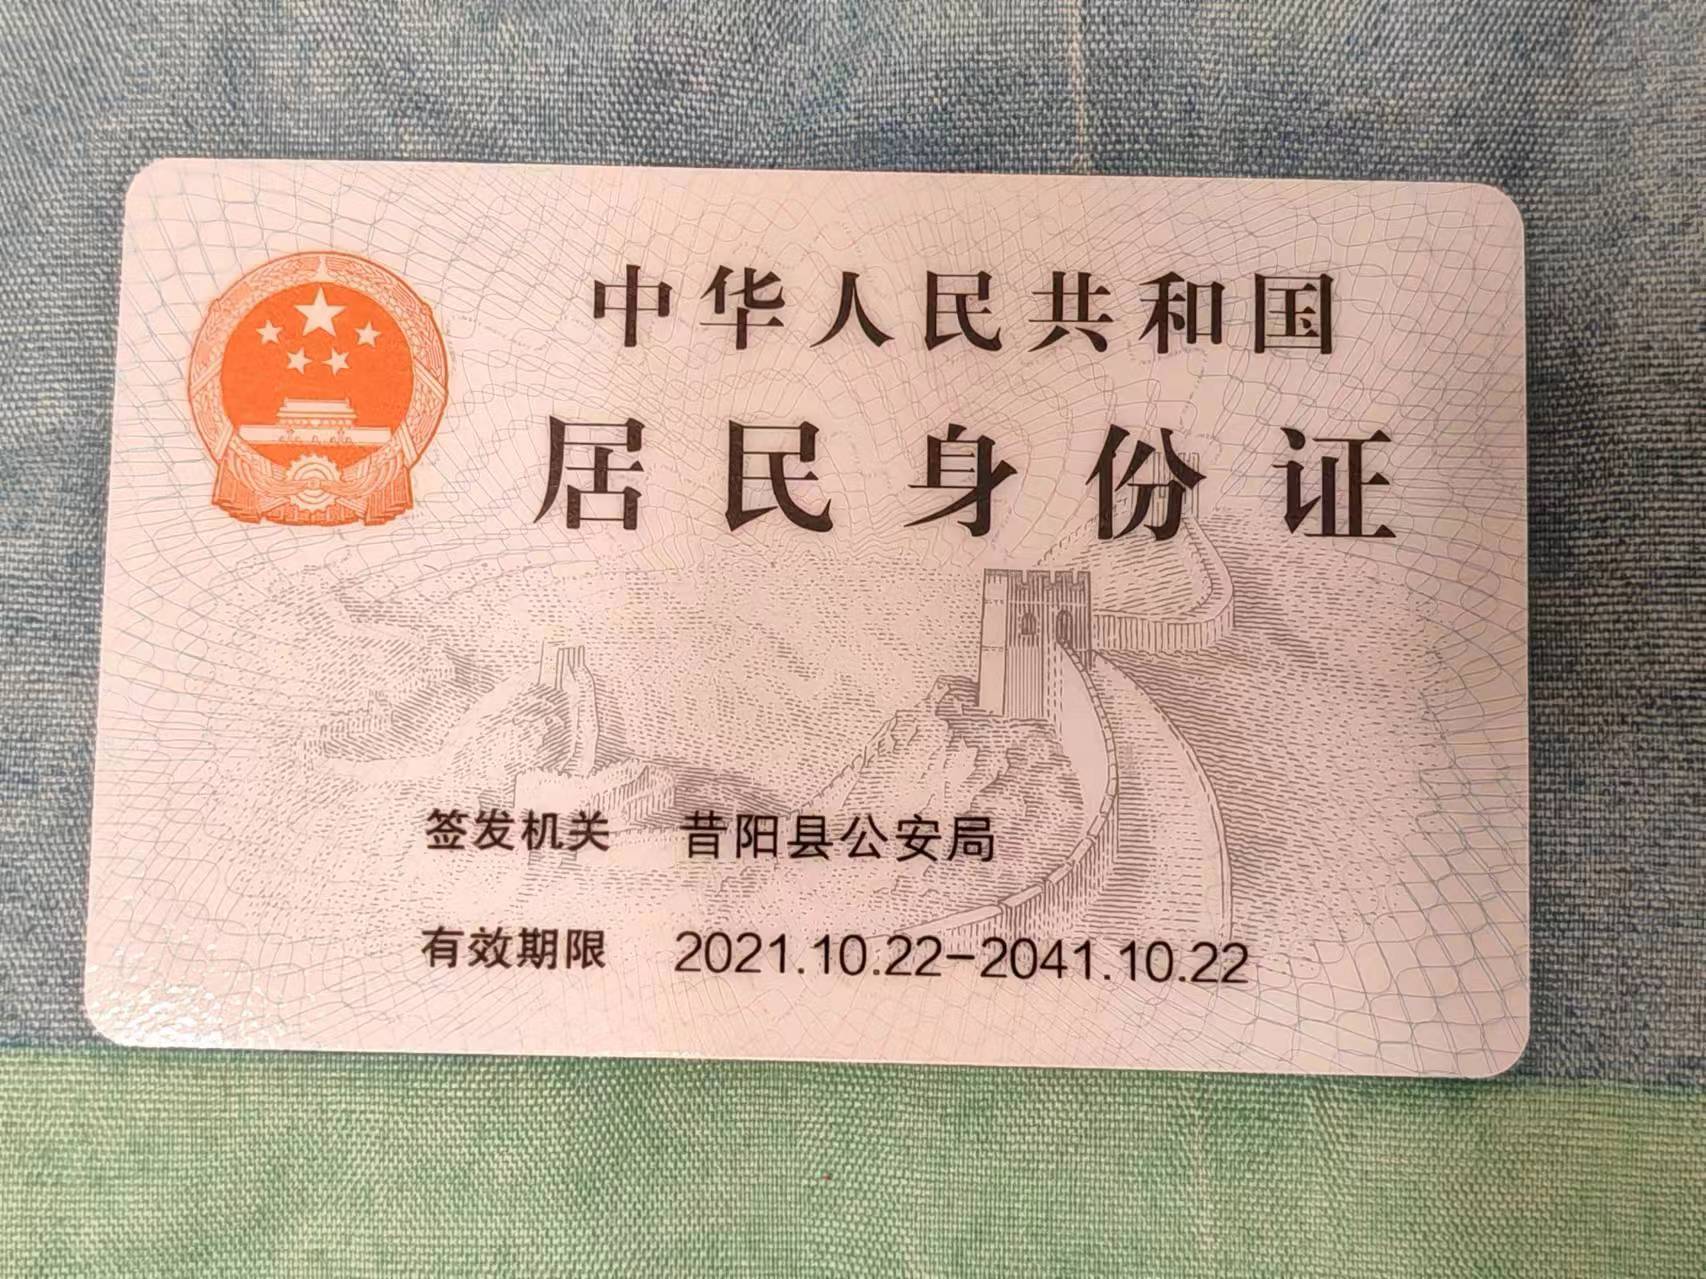 中华人民共和国
居民身份证
签发机关 昔阳县公安局
有效期限 2021.10.22-2041.10.22